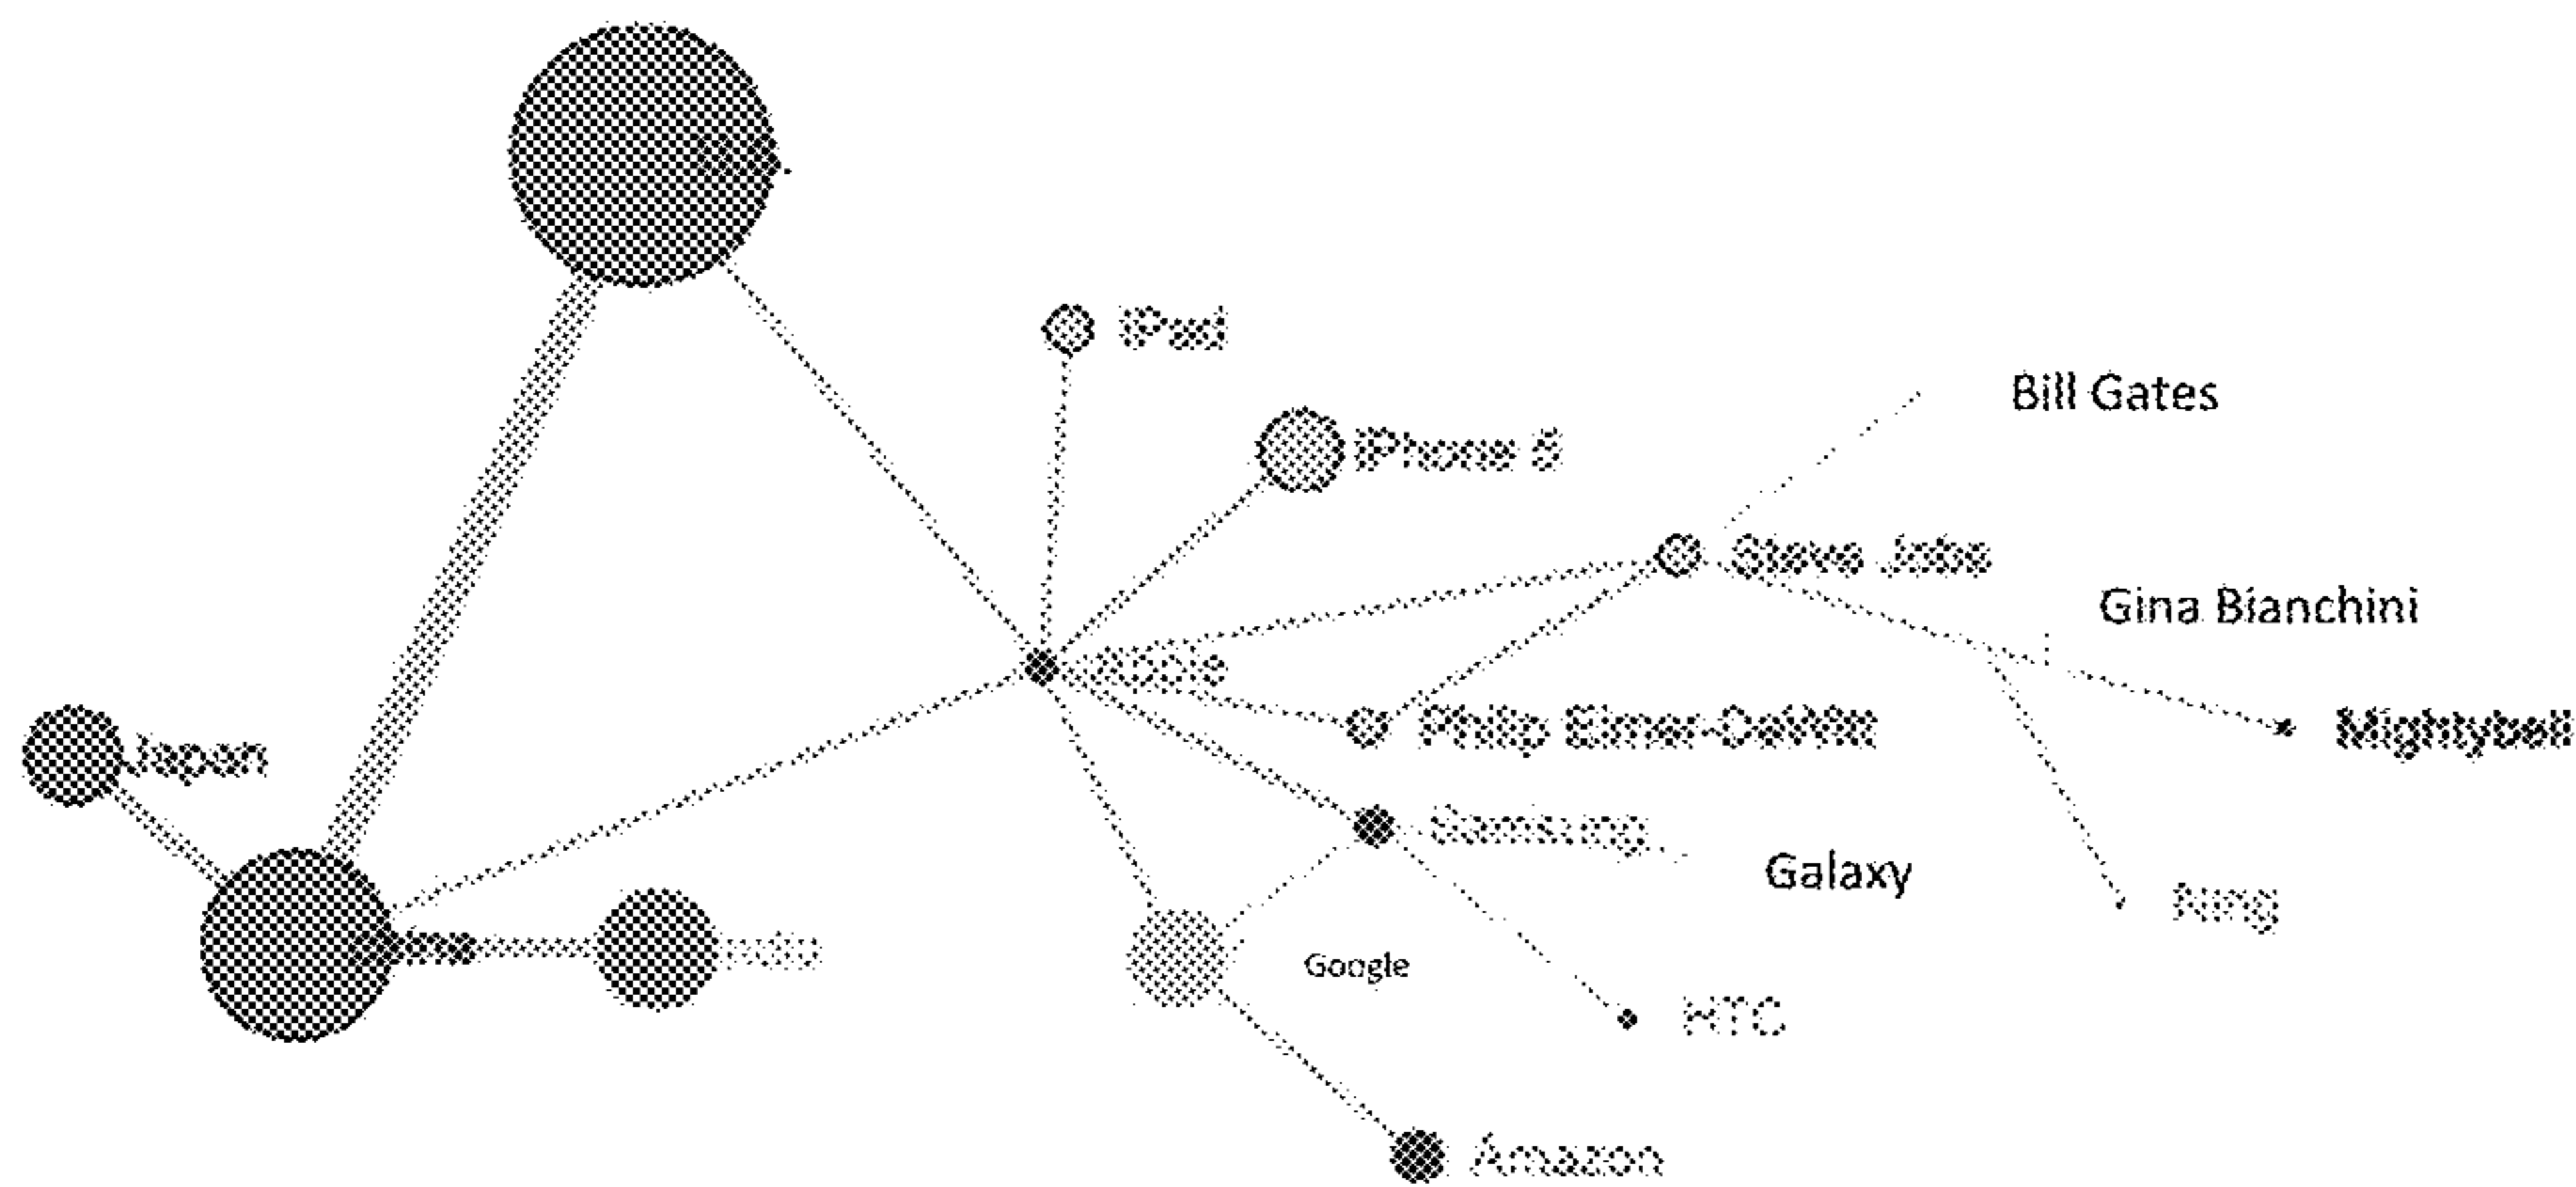 iPad
Bill Gates
iPhone 5
Steve Jobs
Gina Bianchini
Apple
Philip Elmer-DeWitt
Mightybell
Japan
Samsung
Galaxy
Ning
Google
HTC
Amazon